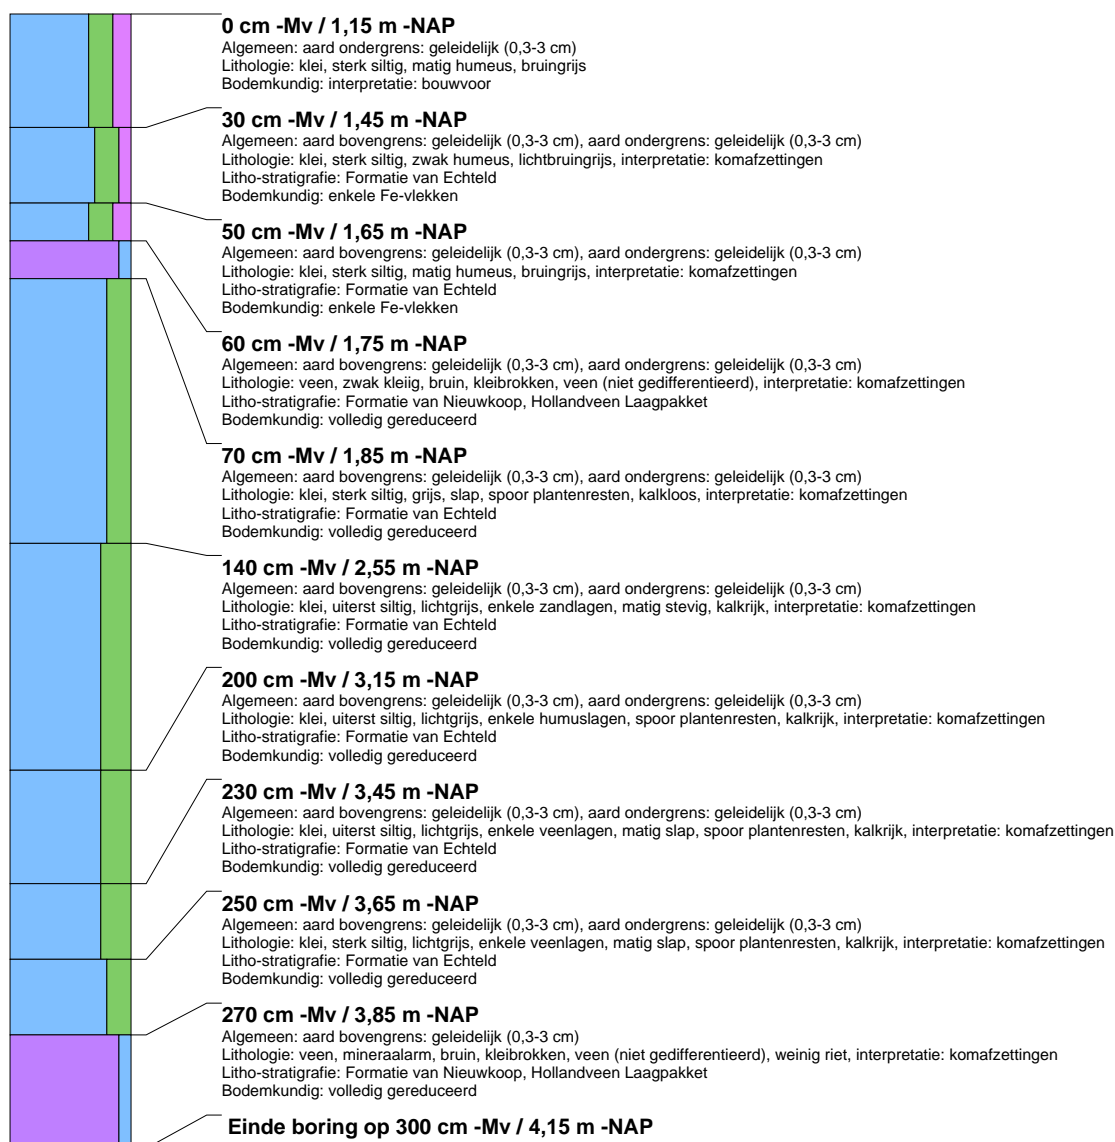 0 cm -Mv / 1,15 m -NAP
Algemeen: aard ondergrens: geleidelijk (0,3-3 cm)
Lithologie: klei, sterk siltig, matig humeus, bruingrijs
Bodemkundig: interpretatie: bouwvoor
30 cm -Mv / 1,45 m -NAP
Algemeen: aard bovengrens: geleidelijk (0,3-3 cm), aard ondergrens: geleidelijk (0,3-3 cm)
Lithologie: klei, sterk siltig, zwak humeus, lichtbruingrijs, interpretatie: komafzettingen
Litho-stratigrafie: Formatie van Echteld
Bodemkundig: enkele Fe-vlekken
50 cm -Mv / 1,65 m -NAP
Algemeen: aard bovengrens: geleidelijk (0,3-3 cm), aard ondergrens: geleidelijk (0,3-3 cm)
Lithologie: klei, sterk siltig, matig humeus, bruingrijs, interpretatie: komafzettingen
Litho-stratigrafie: Formatie van Echteld
Bodemkundig: enkele Fe-vlekken
60 cm -Mv / 1,75 m -NAP
Algemeen: aard bovengrens: geleidelijk (0,3-3 cm), aard ondergrens: geleidelijk (0,3-3 cm)
Lithologie: veen, zwak kleiig, bruin, kleibrokken, veen (niet gedifferentieerd), interpretatie: komafzettingen
Litho-stratigrafie: Formatie van Nieuwkoop, Hollandveen Laagpakket
Bodemkundig: volledig gereduceerd
70 cm -Mv / 1,85 m -NAP
Algemeen: aard bovengrens: geleidelijk (0,3-3 cm), aard ondergrens: geleidelijk (0,3-3 cm)
Lithologie: klei, sterk siltig, grijs, slap, spoor plantenresten, kalkloos, interpretatie: komafzettingen
Litho-stratigrafie: Formatie van Echteld
Bodemkundig: volledig gereduceerd
140 cm -Mv / 2,55 m -NAP
Algemeen: aard bovengrens: geleidelijk (0,3-3 cm), aard ondergrens: geleidelijk (0,3-3 cm)
Lithologie: klei, uiterst siltig, lichtgrijs, enkele zandlagen, matig stevig, kalkrijk, interpretatie: komafzettingen
Litho-stratigrafie: Formatie van Echteld
Bodemkundig: volledig gereduceerd
200 cm -Mv / 3,15 m -NAP
Algemeen: aard bovengrens: geleidelijk (0,3-3 cm), aard ondergrens: geleidelijk (0,3-3 cm)
Lithologie: klei, uiterst siltig, lichtgrijs, enkele humuslagen, spoor plantenresten, kalkrijk, interpretatie: komafzettingen
Litho-stratigrafie: Formatie van Echteld
Bodemkundig: volledig gereduceerd
230 cm -Mv / 3,45 m -NAP
Algemeen: aard bovengrens: geleidelijk (0,3-3 cm), aard ondergrens: geleidelijk (0,3-3 cm)
Lithologie: klei, uiterst siltig, lichtgrijs, enkele veenlagen, matig slap, spoor plantenresten, kalkrijk, interpretatie: komafzettingen
Litho-stratigrafie: Formatie van Echteld
Bodemkundig: volledig gereduceerd
250 cm -Mv / 3,65 m -NAP
Algemeen: aard bovengrens: geleidelijk (0,3-3 cm), aard ondergrens: geleidelijk (0,3-3 cm)
Lithologie: klei, sterk siltig, lichtgrijs, enkele veenlagen, matig slap, spoor plantenresten, kalkrijk, interpretatie: komafzettingen
Litho-stratigrafie: Formatie van Echteld
Bodemkundig: volledig gereduceerd
270 cm -Mv / 3,85 m -NAP
Algemeen: aard bovengrens: geleidelijk (0,3-3 cm)
Lithologie: veen, mineraalarm, bruin, kleibrokken, veen (niet gedifferentieerd), weinig riet, interpretatie: komafzettingen
Litho-stratigrafie: Formatie van Nieuwkoop, Hollandveen Laagpakket
Bodemkundig: volledig gereduceerd
Einde boring op 300 cm -Mv / 4,15 m -NAP